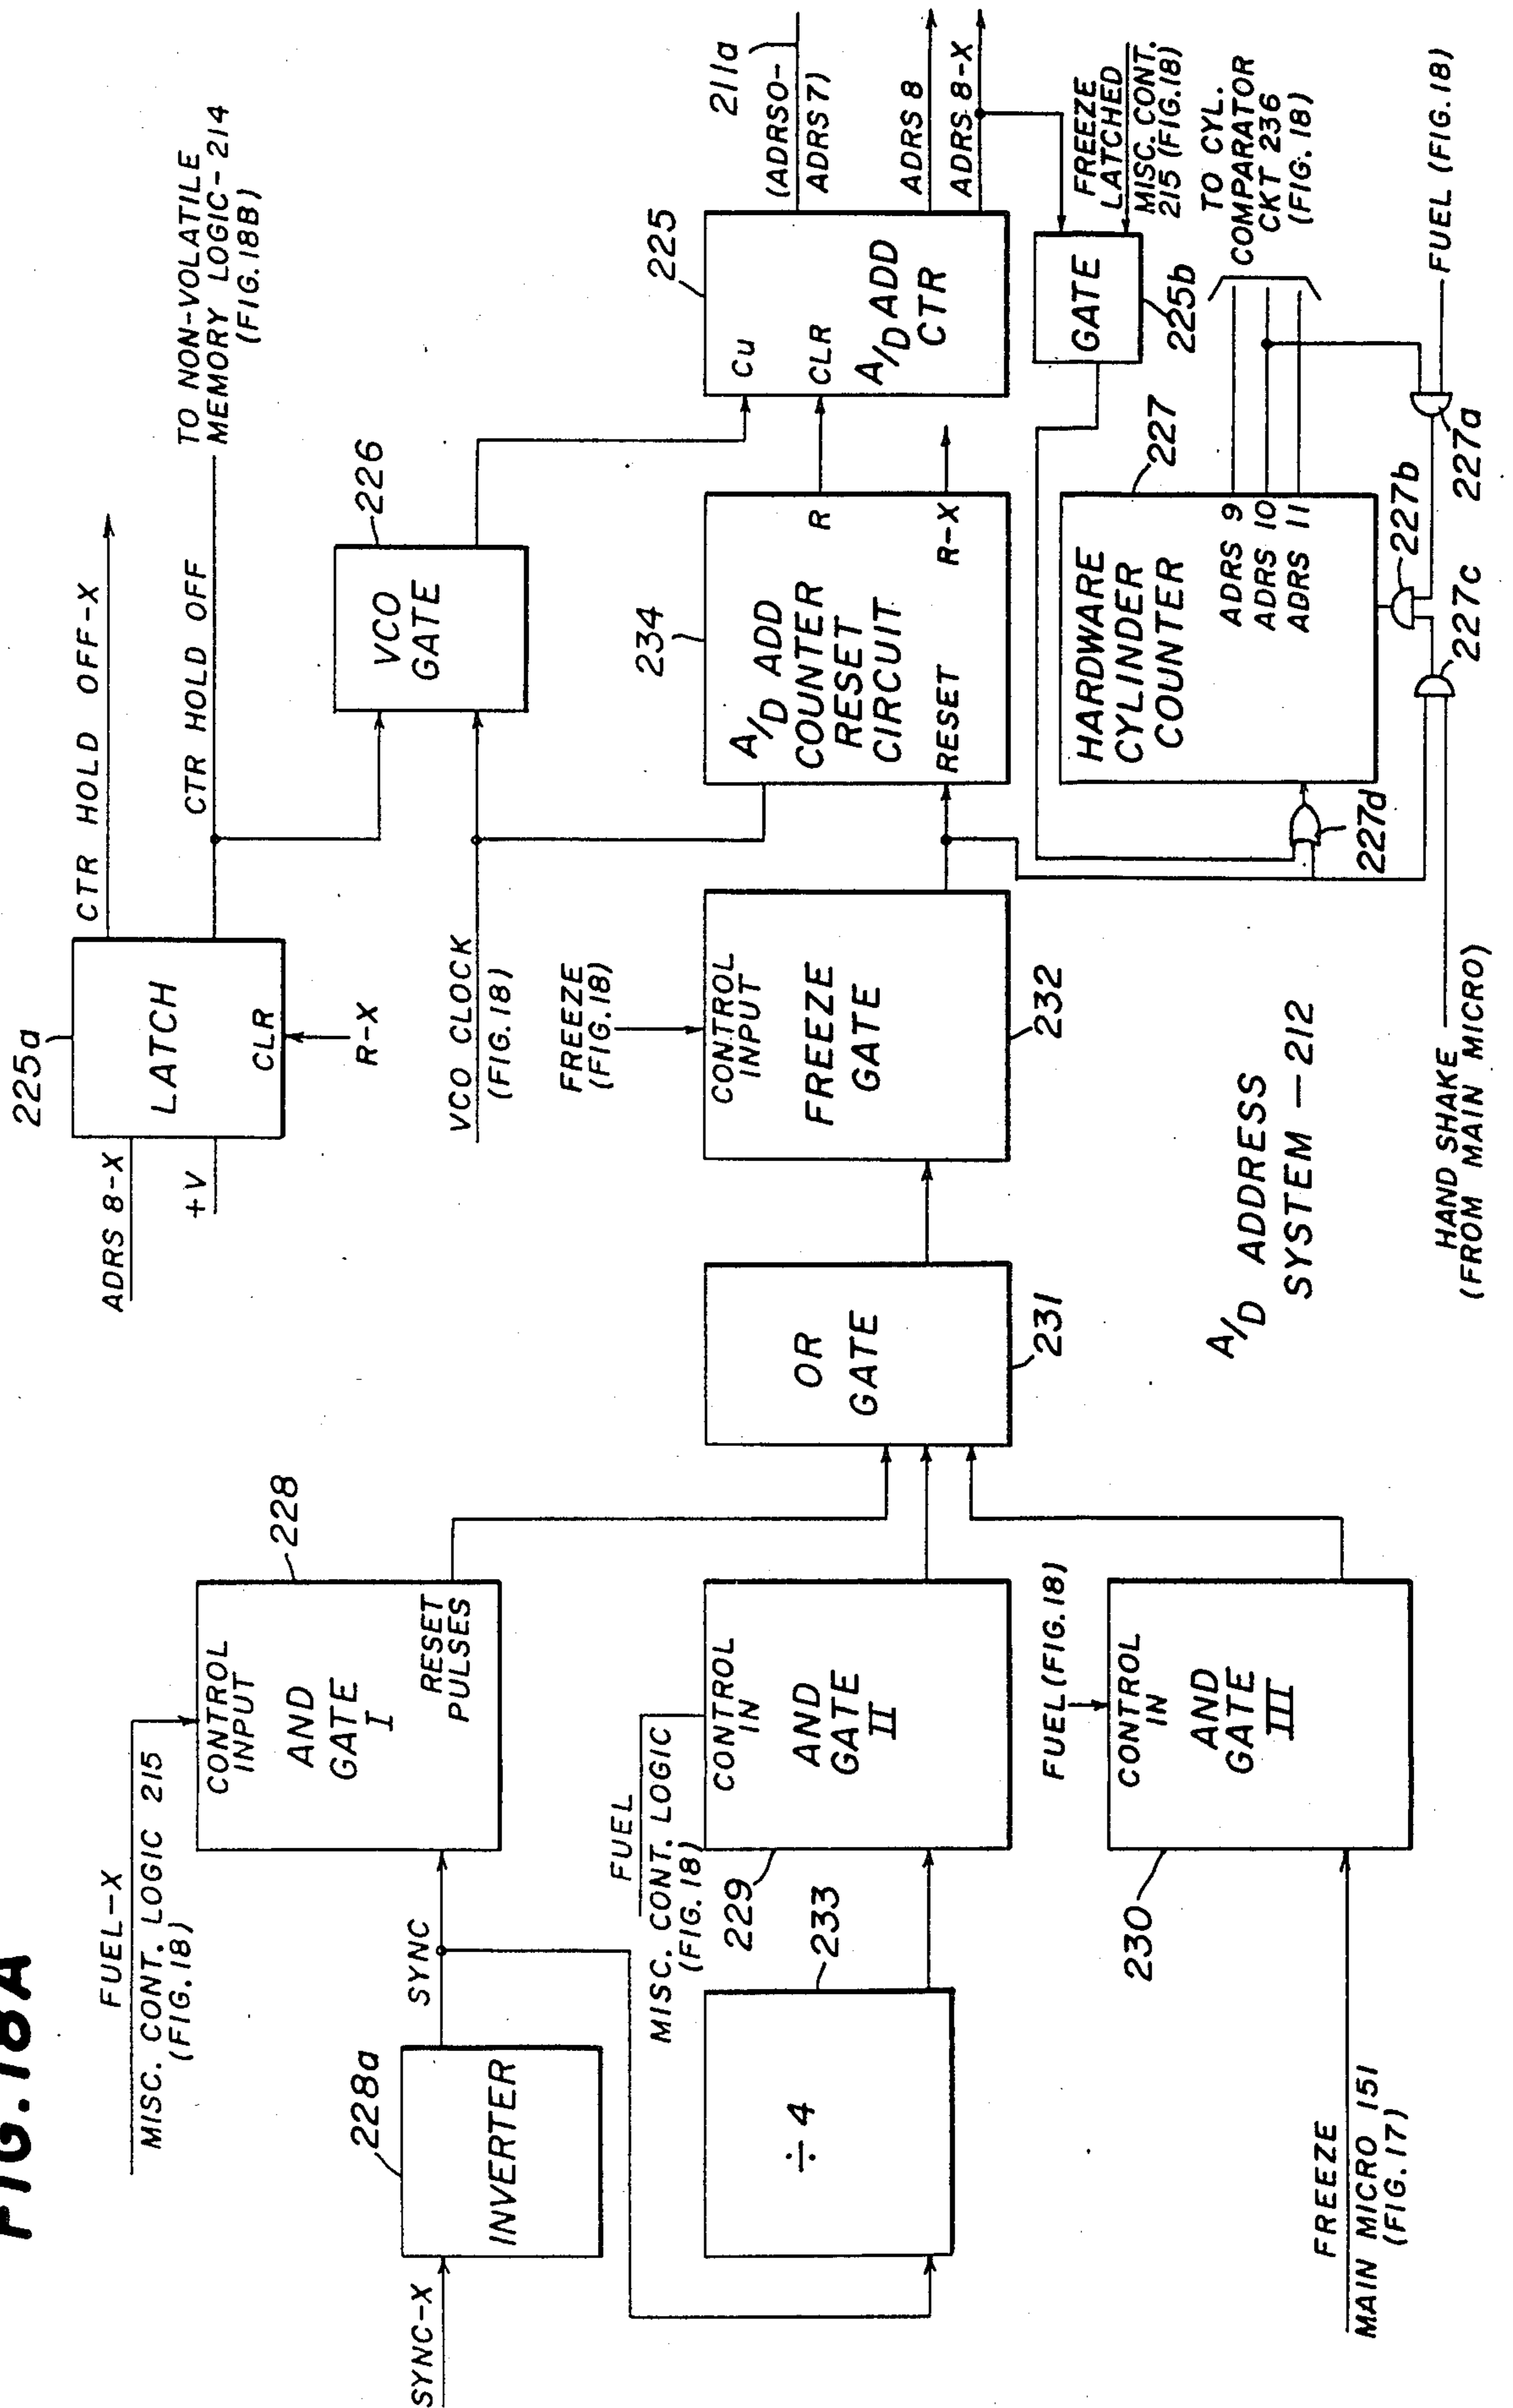 FIG. 18A
FUEL-X
MISC. CONT. LOGIC 215
(FIG. 18)
SYNC-X
228a
INVERTER
SYNC
CONTROL
INPUT
AND
GATE
I
RESET
PULSES
228
÷ 4
233
FUEL
MISC. CONT. LOGIC
(FIG. 18)
229
CONTROL
IN
AND
GATE
II
FREEZE
MAIN MICRO 151
(FIG. 17)
230
FUEL (FIG. 18)
CONTROL
IN
AND
GATE
III
OR
GATE
231
ADRS 8-X
+V
225a
LATCH
CLR
R-X
CTR HOLD OFF-X
CTR HOLD OFF
TO NON-VOLATILE
MEMORY LOGIC-214
(FIG. 18B)
VCO CLOCK
(FIG. 18)
FREEZE
(FIG. 18)
CONTROL
INPUT
FREEZE
GATE
232
VCO
GATE
226
234
A/D ADD
COUNTER
RESET
CIRCUIT
RESET
R
R-X
225
CU
CLR
A/D ADD
CTR
211a
(ADRS0-
ADRS 7)
ADRS 8
ADRS 8-X
FREEZE
LATCHED
MISC. CONT.
215 (FIG. 18)
GATE
225b
TO CYL.
COMPARATOR
CKT 236
(FIG. 18)
HARDWARE
CYLINDER
COUNTER
ADRS 9
ADRS 10
ADRS 11
227
227d
227c
227b
227a
FUEL (FIG. 18)
HAND SHAKE
(FROM MAIN MICRO)
A/D ADDRESS
SYSTEM -212